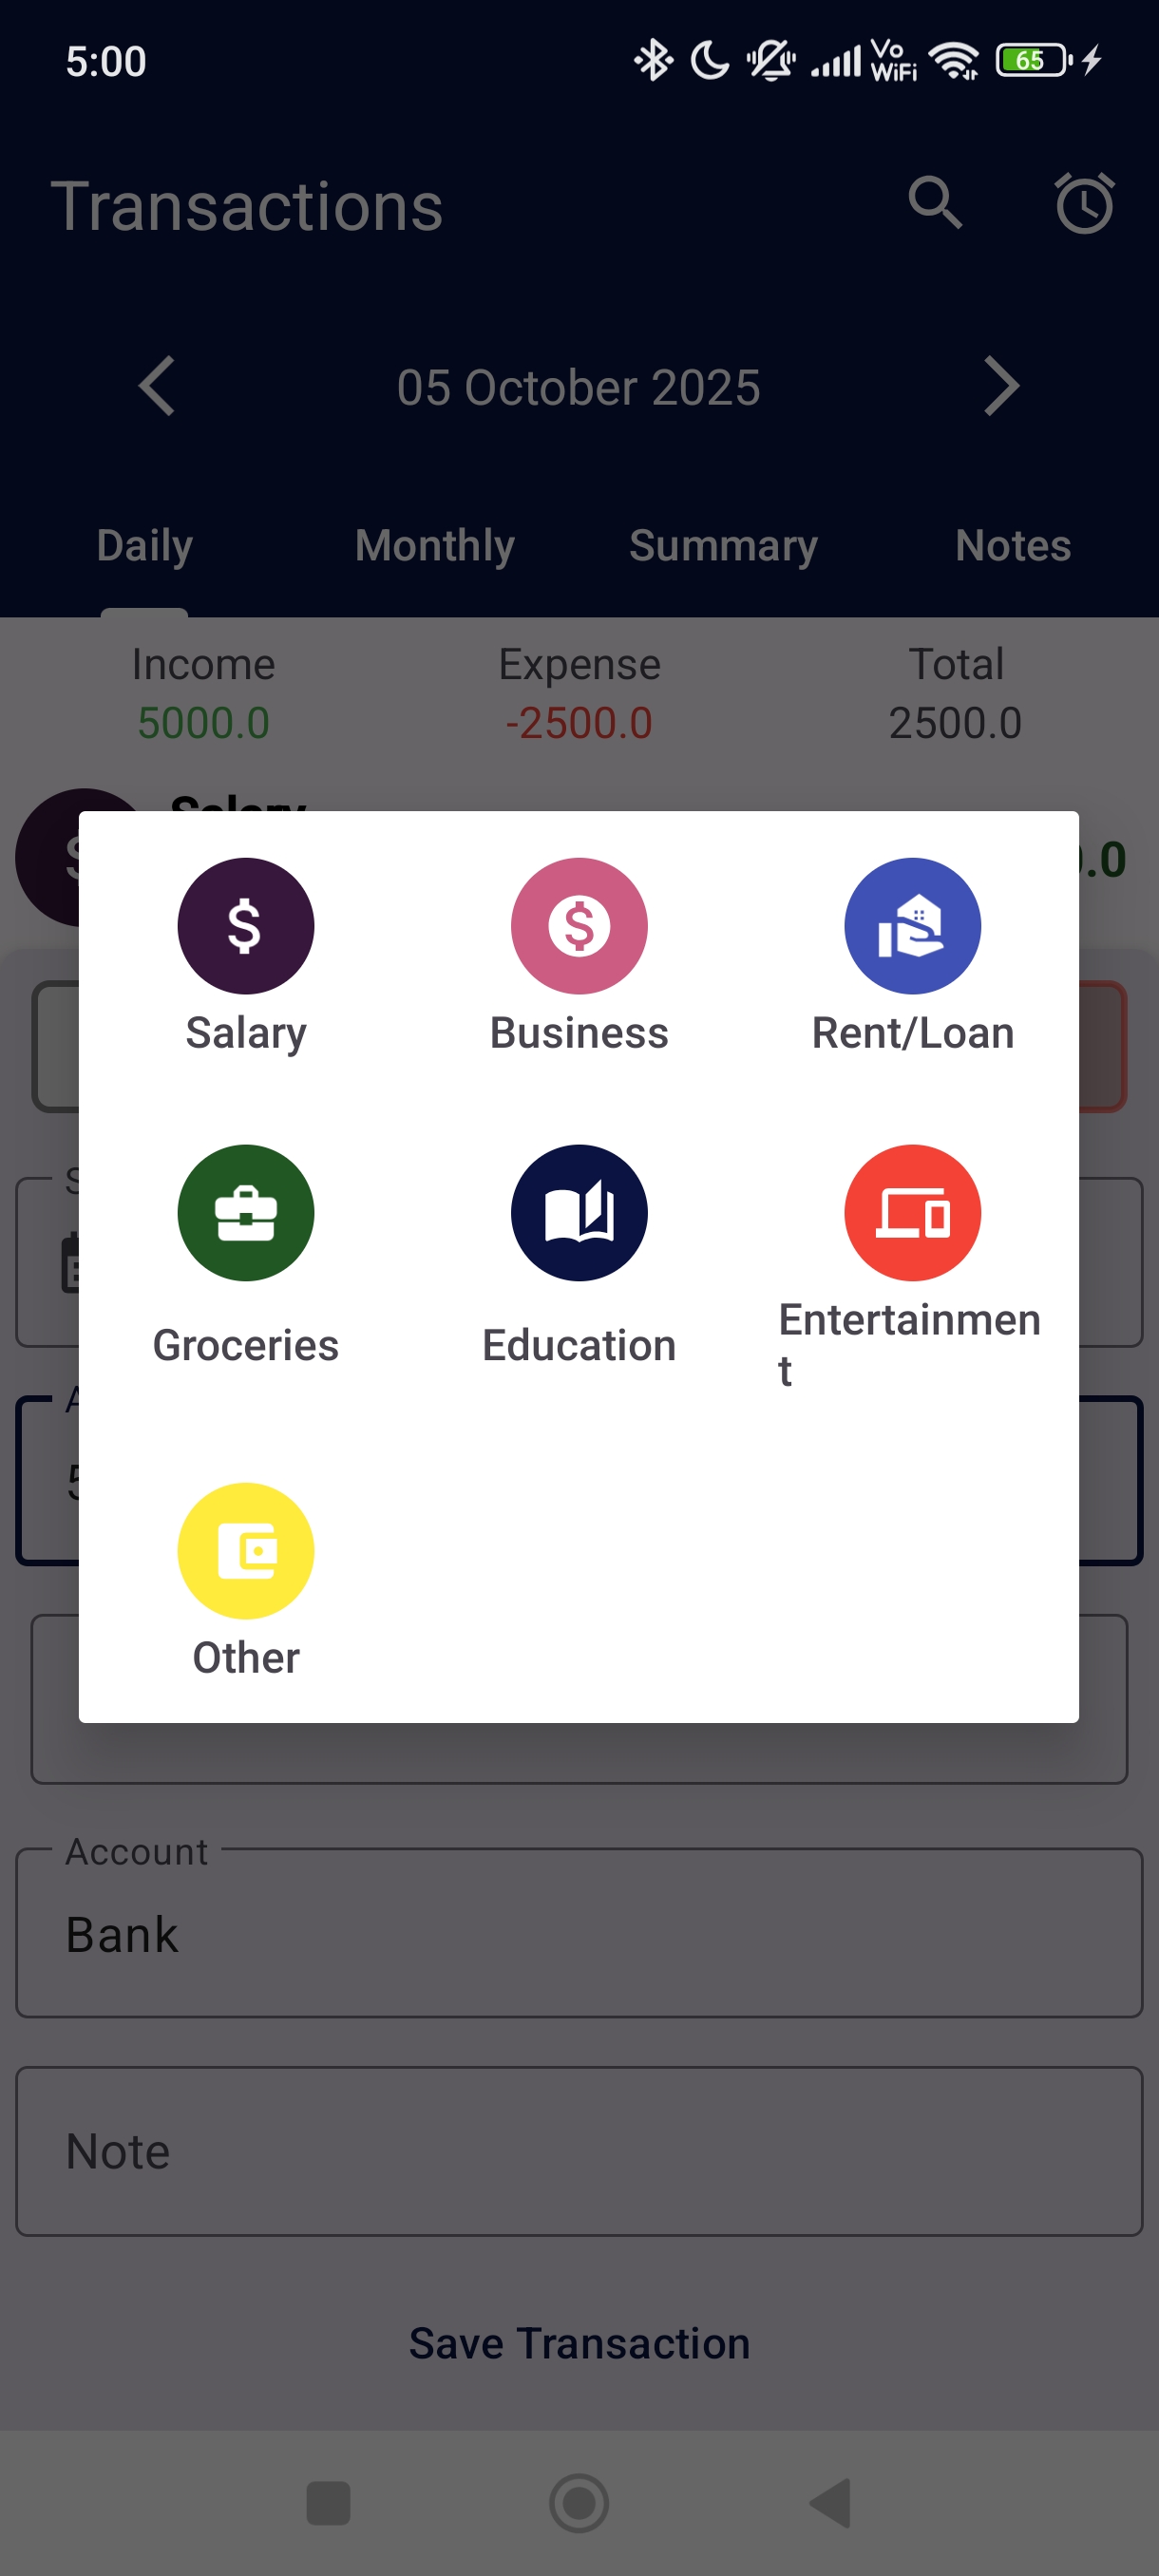 5:00
Vo
WiFi
65
Transactions
05 October 2025
Daily Monthly Summary Notes
Income Expense Total
5000.0 -2500.0 2500.0
Salary
.0
$ $
Salary Business Rent/Loan
Groceries Education Entertainmen
t
Other
Account
Bank
Note
Save Transaction